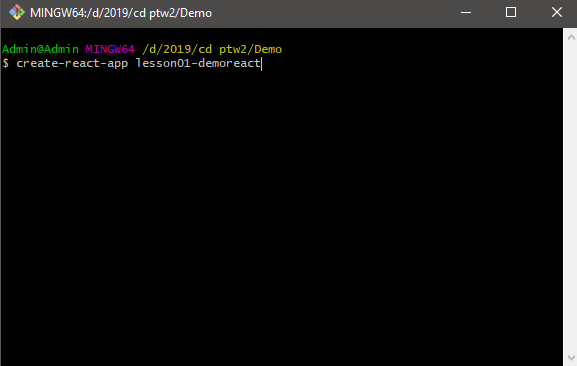 MINGW64:/d/2019/cd ptw2/Demo
Admin@Admin MINGW64 /d/2019/cd ptw2/Demo
$ create-react-app lesson01-demoreact